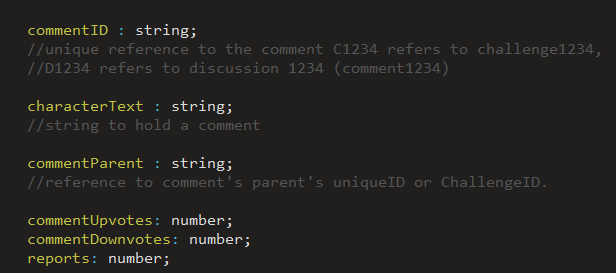 commentID : string;
//unique reference to the comment C1234 refers to challenge1234,
//D1234 refers to discussion 1234 (comment1234)
characterText : string;
//string to hold a comment
commentParent : string;
//reference to comment's parent's uniqueID or ChallengeID.
commentUpvotes: number;
commentDownvotes: number;
reports: number;